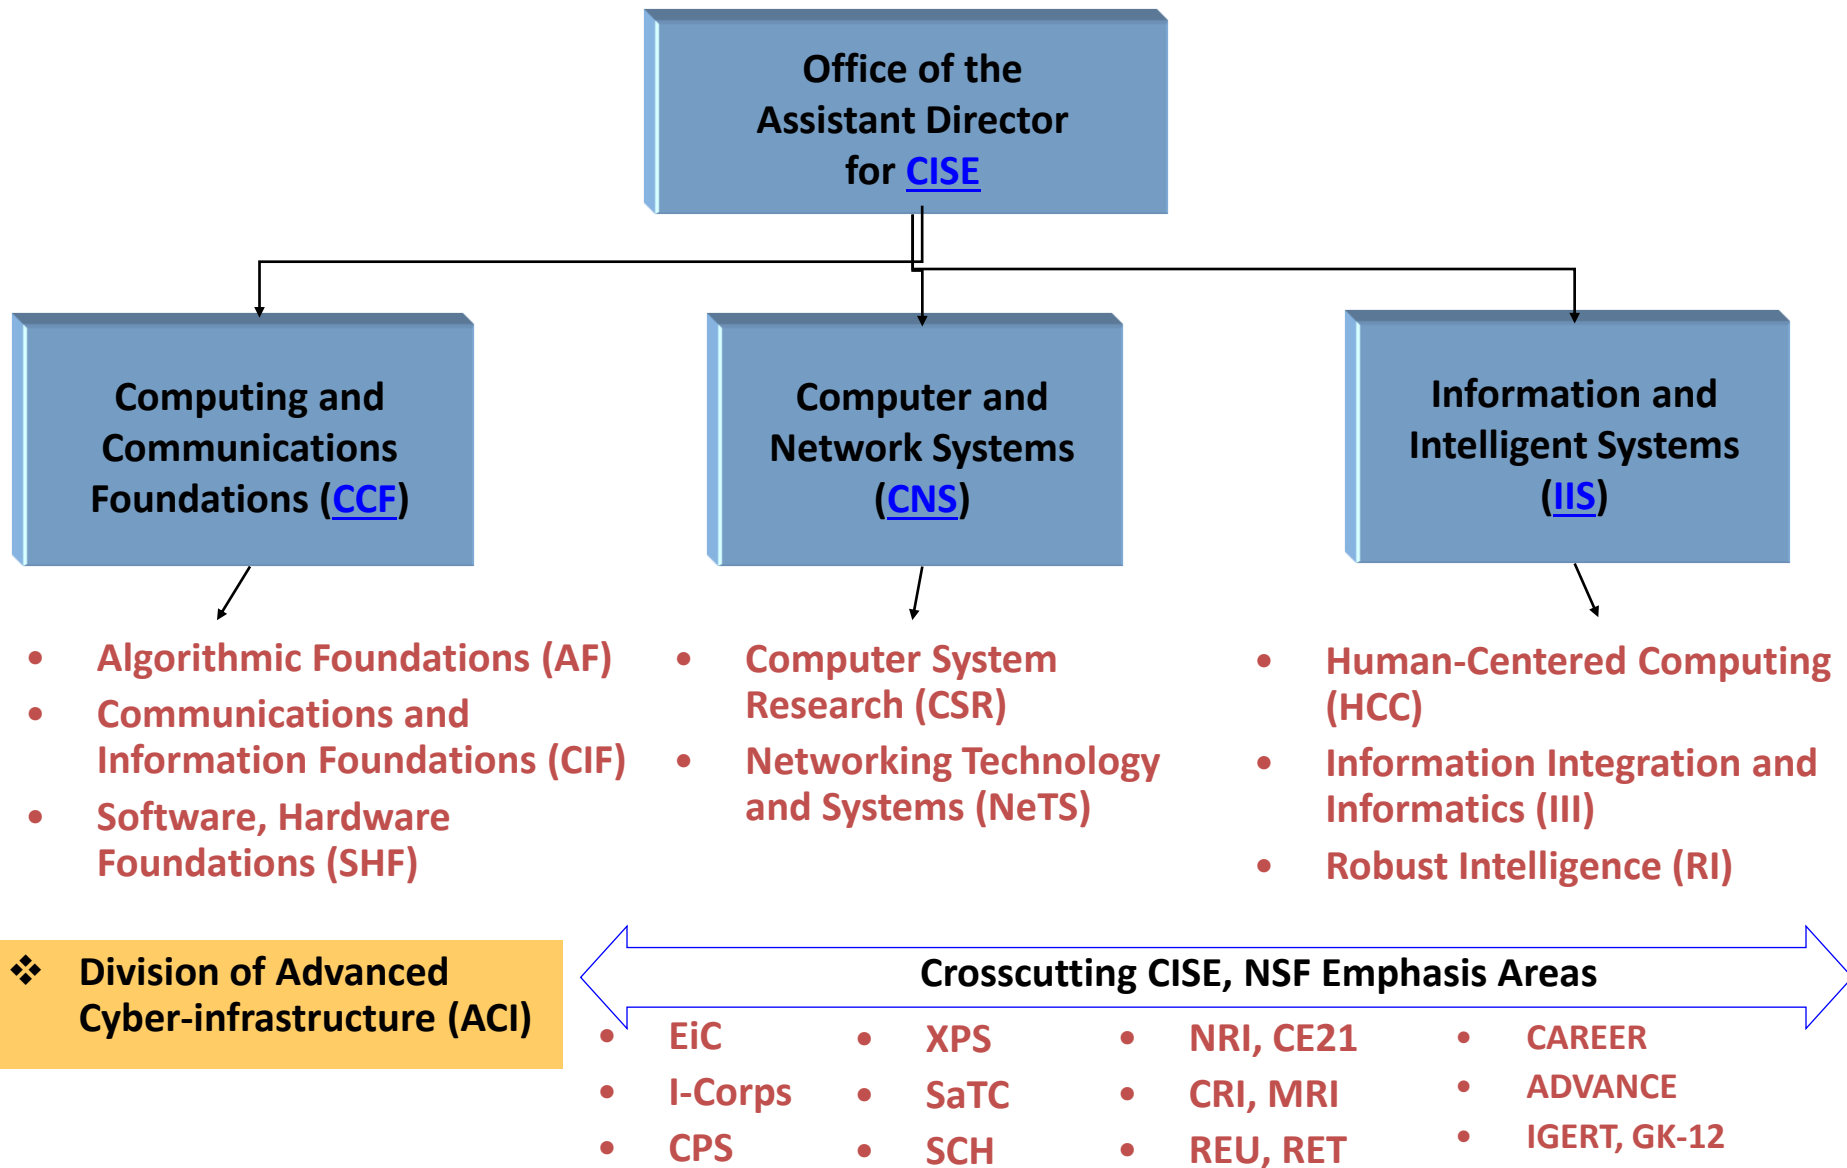 Office of the
Assistant Director
for CISE
Computing and
Communications
Foundations (CCF)
Computer and
Network Systems
(CNS)
Information and
Intelligent Systems
(IIS)
• Algorithmic Foundations (AF)
• Communications and
Information Foundations (CIF)
• Software, Hardware
Foundations (SHF)
• Computer System
Research (CSR)
• Networking Technology
and Systems (NeTS)
• Human-Centered Computing
(HCC)
• Information Integration and
Informatics (III)
• Robust Intelligence (RI)
❖ Division of Advanced
Cyber-infrastructure (ACI)
Crosscutting CISE, NSF Emphasis Areas
• EiC
• I-Corps
• CPS
• XPS
• SaTC
• SCH
• NRI, CE21
• CRI, MRI
• REU, RET
• CAREER
• ADVANCE
• IGERT, GK-12